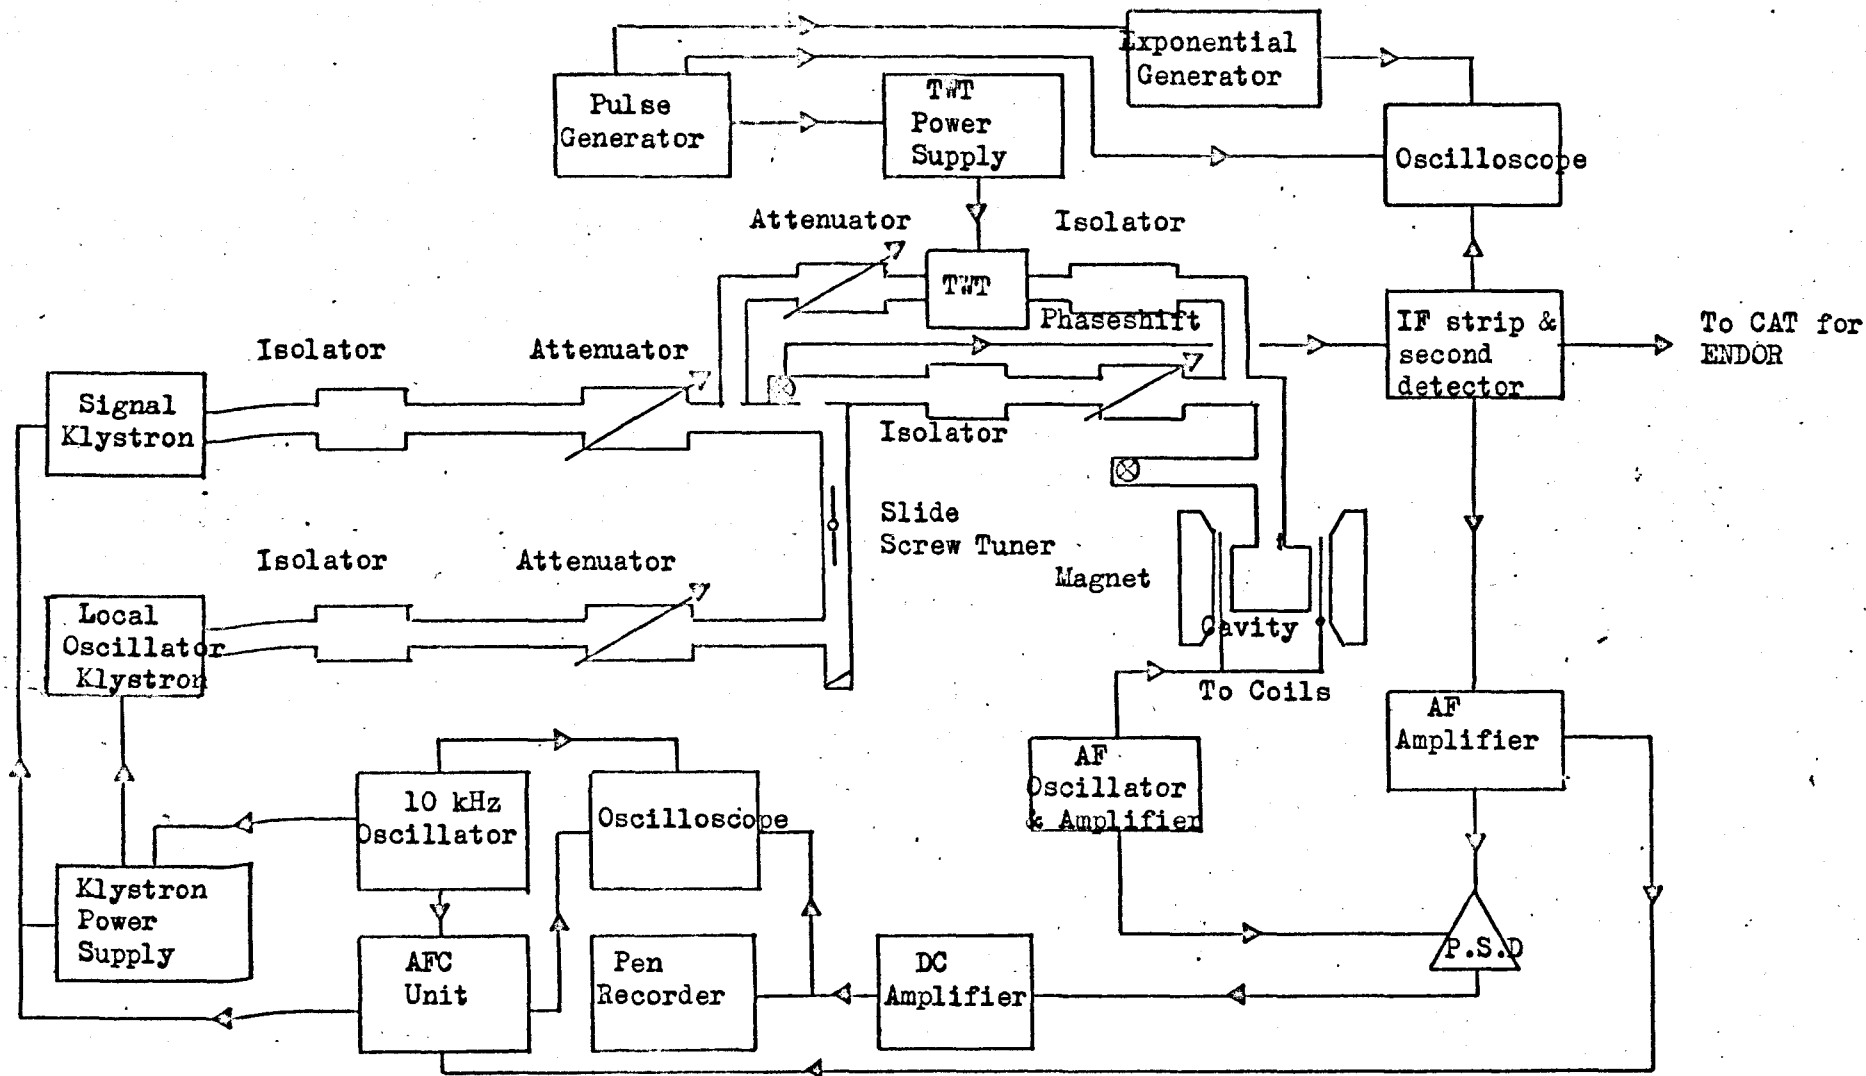 Exponential
Generator
Pulse
Generator
TWT
Power
Supply
Oscilloscope
Attenuator
Isolator
TWT
Phaseshift
IF strip &
second
detector
To CAT for
ENDOR
Isolator
Attenuator
Signal
Klystron
Isolator
Slide
Screw Tuner
Isolator
Attenuator
Magnet
Local
Oscillator
Klystron
Cavity
To Coils
AF
Amplifier
AF
Oscillator
& Amplifier
10 kHz
Oscillator
Oscilloscope
Klystron
Power
Supply
AFC
Unit
Pen
Recorder
DC
Amplifier
P.S.D